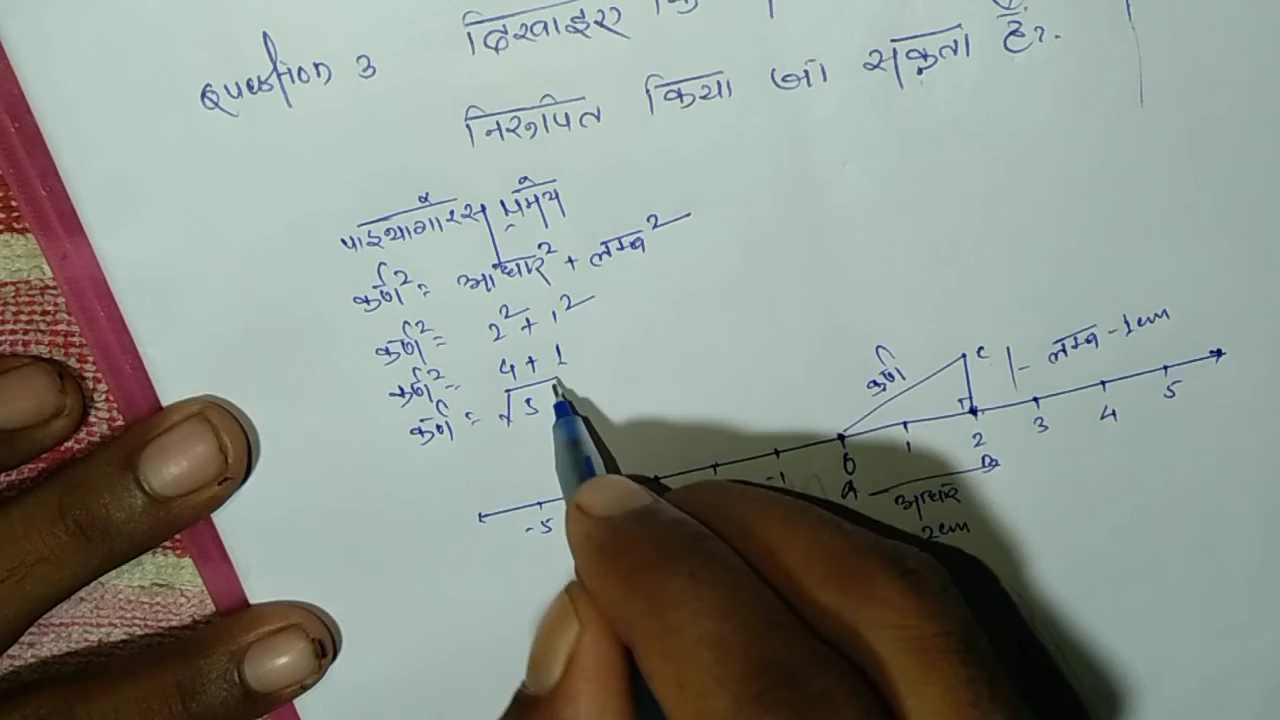 Question 3 दिखाइए कि
निरूपित किया जा सकता है?.
पाइथागोरस प्रमेय
कर्ण² = आधार² + लम्ब²
कर्ण² = 2² + 1²
कर्ण² = 4 + 1
कर्ण = √5
कर्ण C लम्ब - 1cm
-5 -1 0 1 2 3 4 5
A B
आधार
2cm